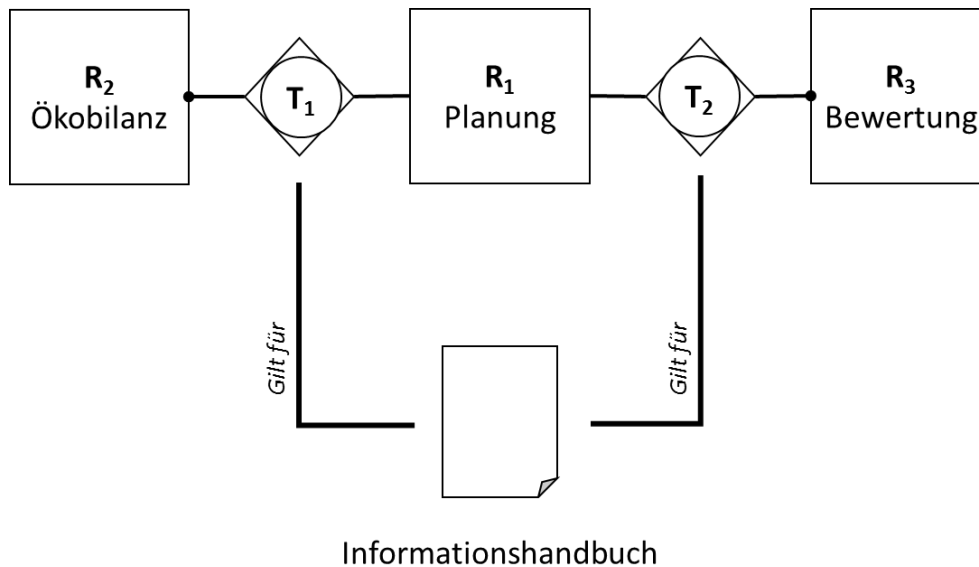 R₂
Ökobilanz
T₁
R₁
Planung
T₂
R₃
Bewertung
Gilt für
Gilt für
Informationshandbuch